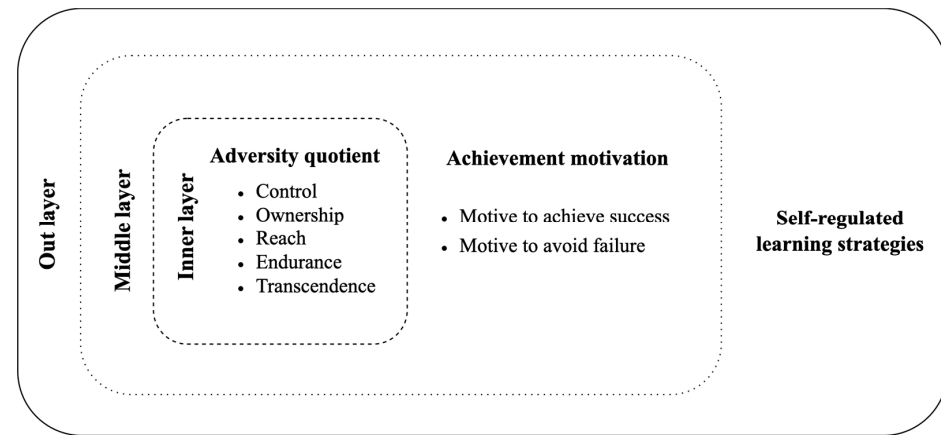 Out layer
Middle layer
Inner layer
Adversity quotient
• Control
• Ownership
• Reach
• Endurance
• Transcendence
Achievement motivation
• Motive to achieve success
• Motive to avoid failure
Self-regulated
learning strategies